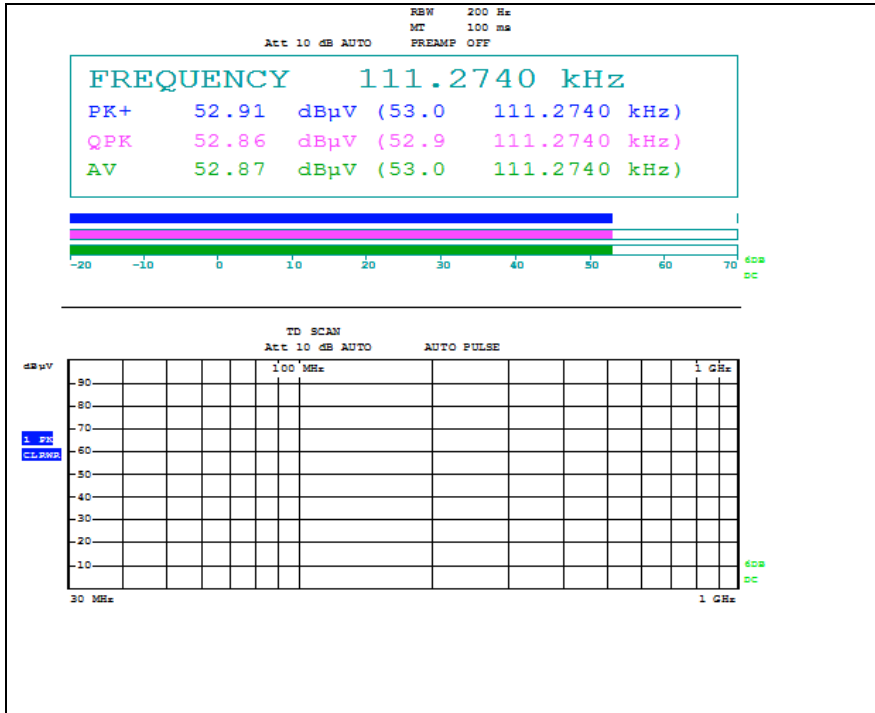 RBW 200 Hz
MT 100 ms
Att 10 dB AUTO PREAMP OFF
FREQUENCY 111.2740 kHz
PK+ 52.91 dBµV (53.0 111.2740 kHz)
QPK 52.86 dBµV (52.9 111.2740 kHz)
AV 52.87 dBµV (53.0 111.2740 kHz)
-20 -10 0 10 20 30 40 50 60 70
6DB
DC
TD SCAN
Att 10 dB AUTO AUTO PULSE
dBµV
100 MHz 1 GHz
90
80
70
1 PK
60
CLRWR
50
40
30
20
10
6DB
DC
30 MHz 1 GHz